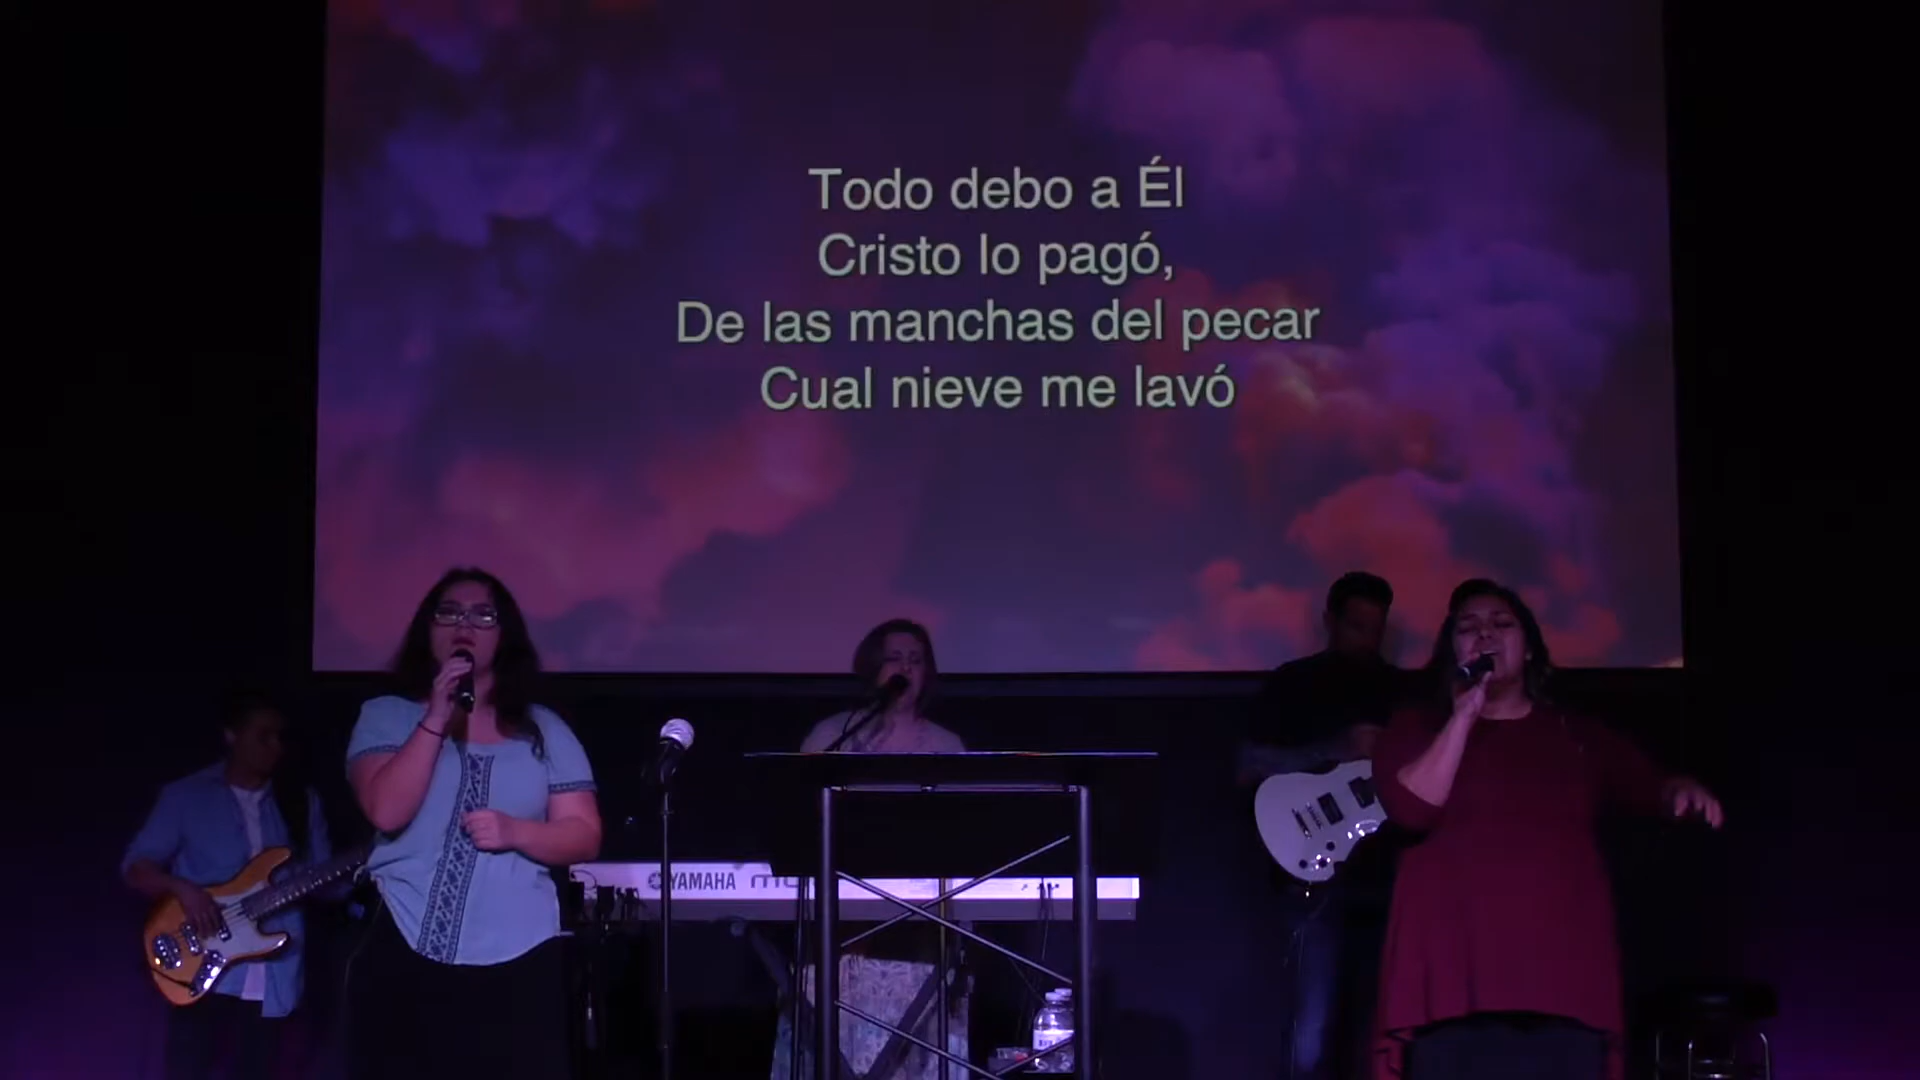 Todo debo a Él
Cristo lo pagó,
De las manchas del pecar
Cual nieve me lavó
YAMAHA